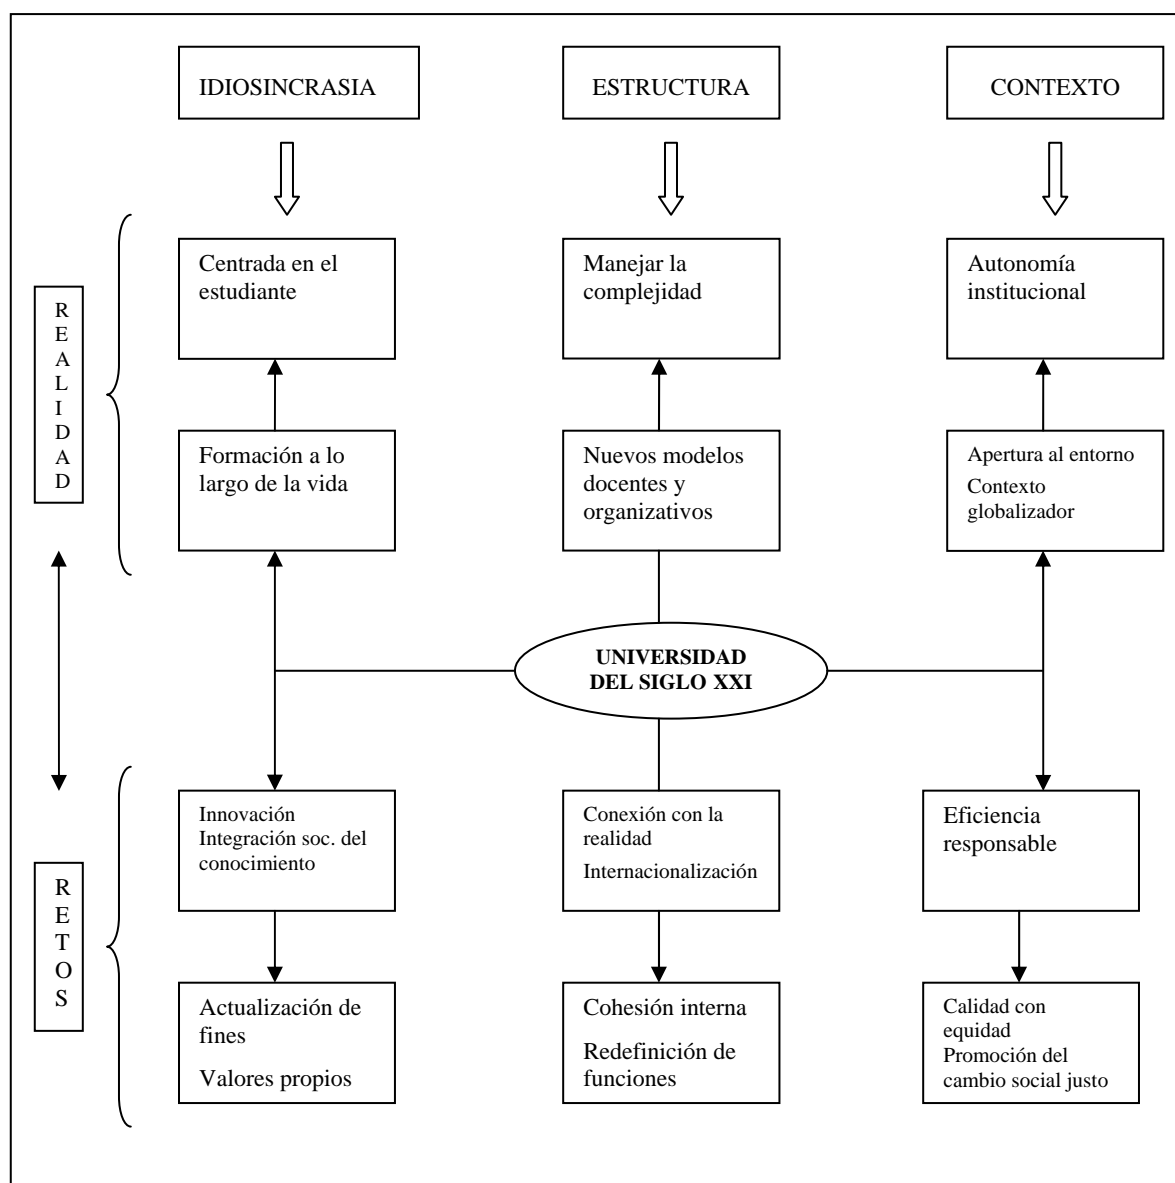 IDIOSINCRASIA
ESTRUCTURA
CONTEXTO
REALIDAD
Centrada en el
estudiante
Manejar la
complejidad
Autonomía
institucional
Formación a lo
largo de la vida
Nuevos modelos
docentes y
organizativos
Apertura al entorno
Contexto
globalizador
UNIVERSIDAD
DEL SIGLO XXI
RETOS
Innovación
Integración soc. del
conocimiento
Conexión con la
realidad
Internacionalización
Eficiencia
responsable
Actualización de
fines
Valores propios
Cohesión interna
Redefinición de
funciones
Calidad con
equidad
Promoción del
cambio social justo